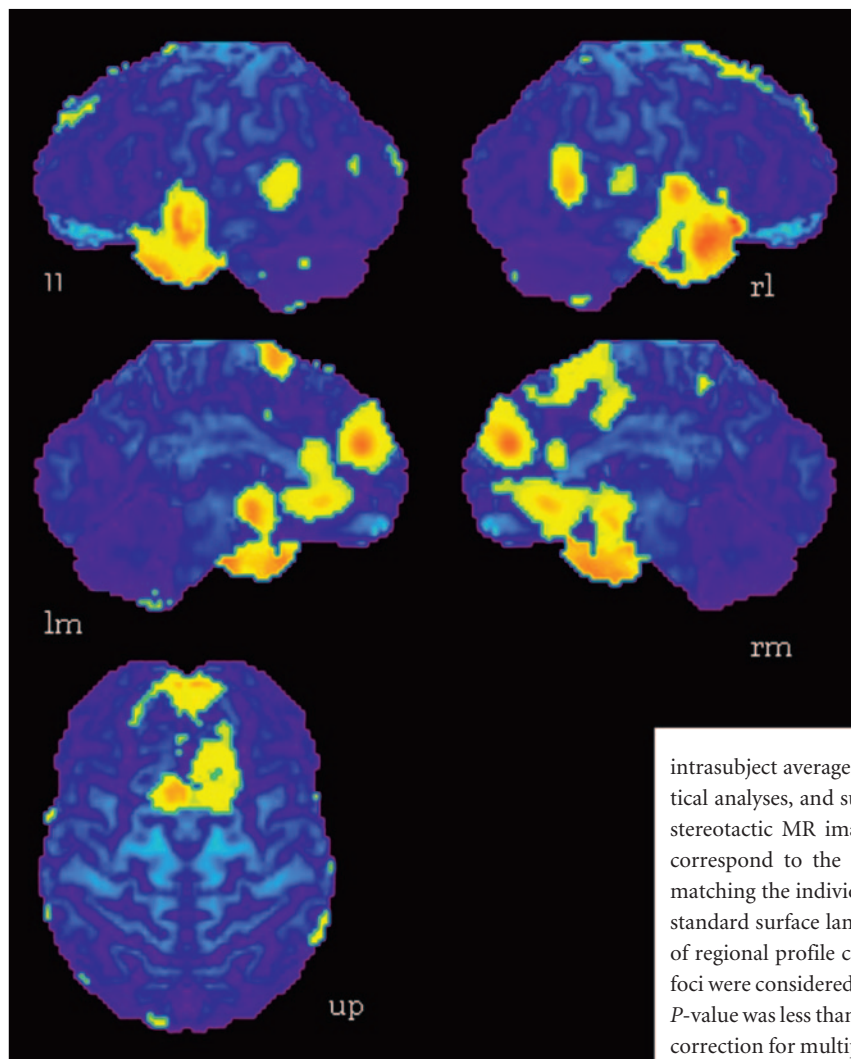 ll
rl
lm
rm
up
intrasubject average
tical analyses, and su
stereotactic MR ima
correspond to the
matching the individ
standard surface lan
of regional profile c
foci were considered
P-value was less than
correction for multi